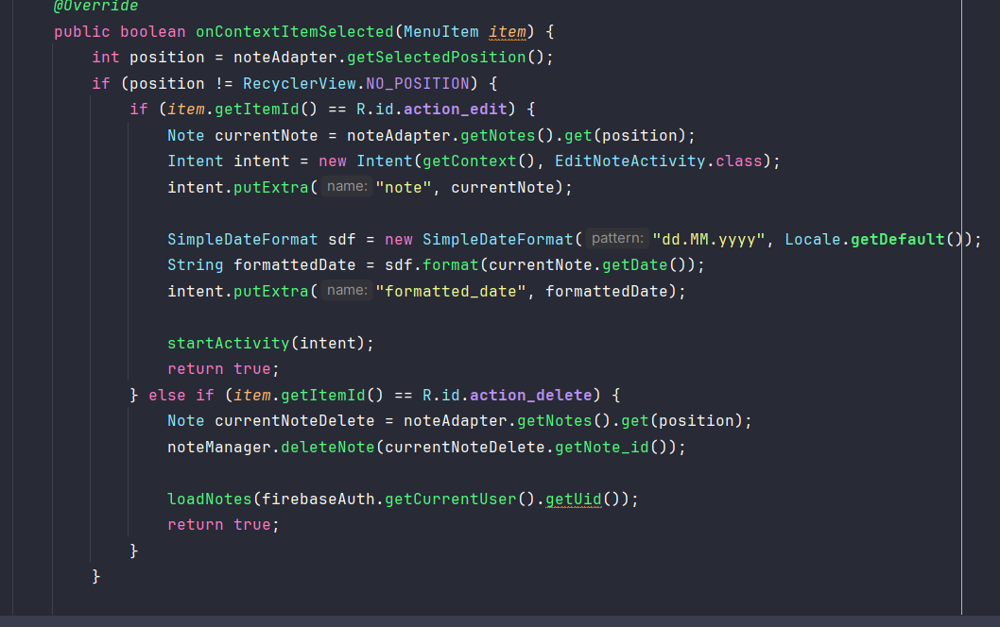 @Override
public boolean onContextItemSelected(MenuItem item) {
int position = noteAdapter.getSelectedPosition();
if (position != RecyclerView.NO_POSITION) {
if (item.getItemId() == R.id.action_edit) {
Note currentNote = noteAdapter.getNotes().get(position);
Intent intent = new Intent(getContext(), EditNoteActivity.class);
intent.putExtra( name: "note", currentNote);
SimpleDateFormat sdf = new SimpleDateFormat( pattern: "dd.MM.yyyy", Locale.getDefault());
String formattedDate = sdf.format(currentNote.getDate());
intent.putExtra( name: "formatted_date", formattedDate);
startActivity(intent);
return true;
} else if (item.getItemId() == R.id.action_delete) {
Note currentNoteDelete = noteAdapter.getNotes().get(position);
noteManager.deleteNote(currentNoteDelete.getNote_id());
loadNotes(firebaseAuth.getCurrentUser().getUid());
return true;
}
}